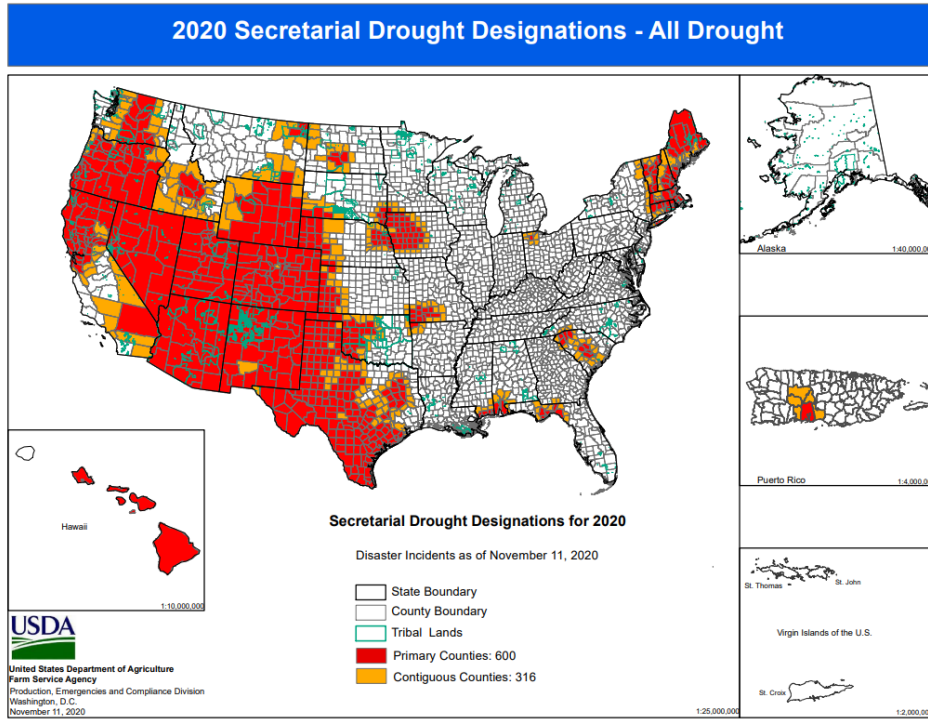 2020 Secretarial Drought Designations - All Drought
Alaska
1:40,000,00
Puerto Rico
1:4,000,00
Hawaii
1:10,000,000
Secretarial Drought Designations for 2020
Disaster Incidents as of November 11, 2020
State Boundary
County Boundary
Tribal Lands
Primary Counties: 600
Contiguous Counties: 316
1:25,000,000
St. Thomas
St. John
Virgin Islands of the U.S.
St. Croix
1:2,000,00
USDA
United States Department of Agriculture
Farm Service Agency
Production, Emergencies and Compliance Division
Washington, D.C.
November 11, 2020